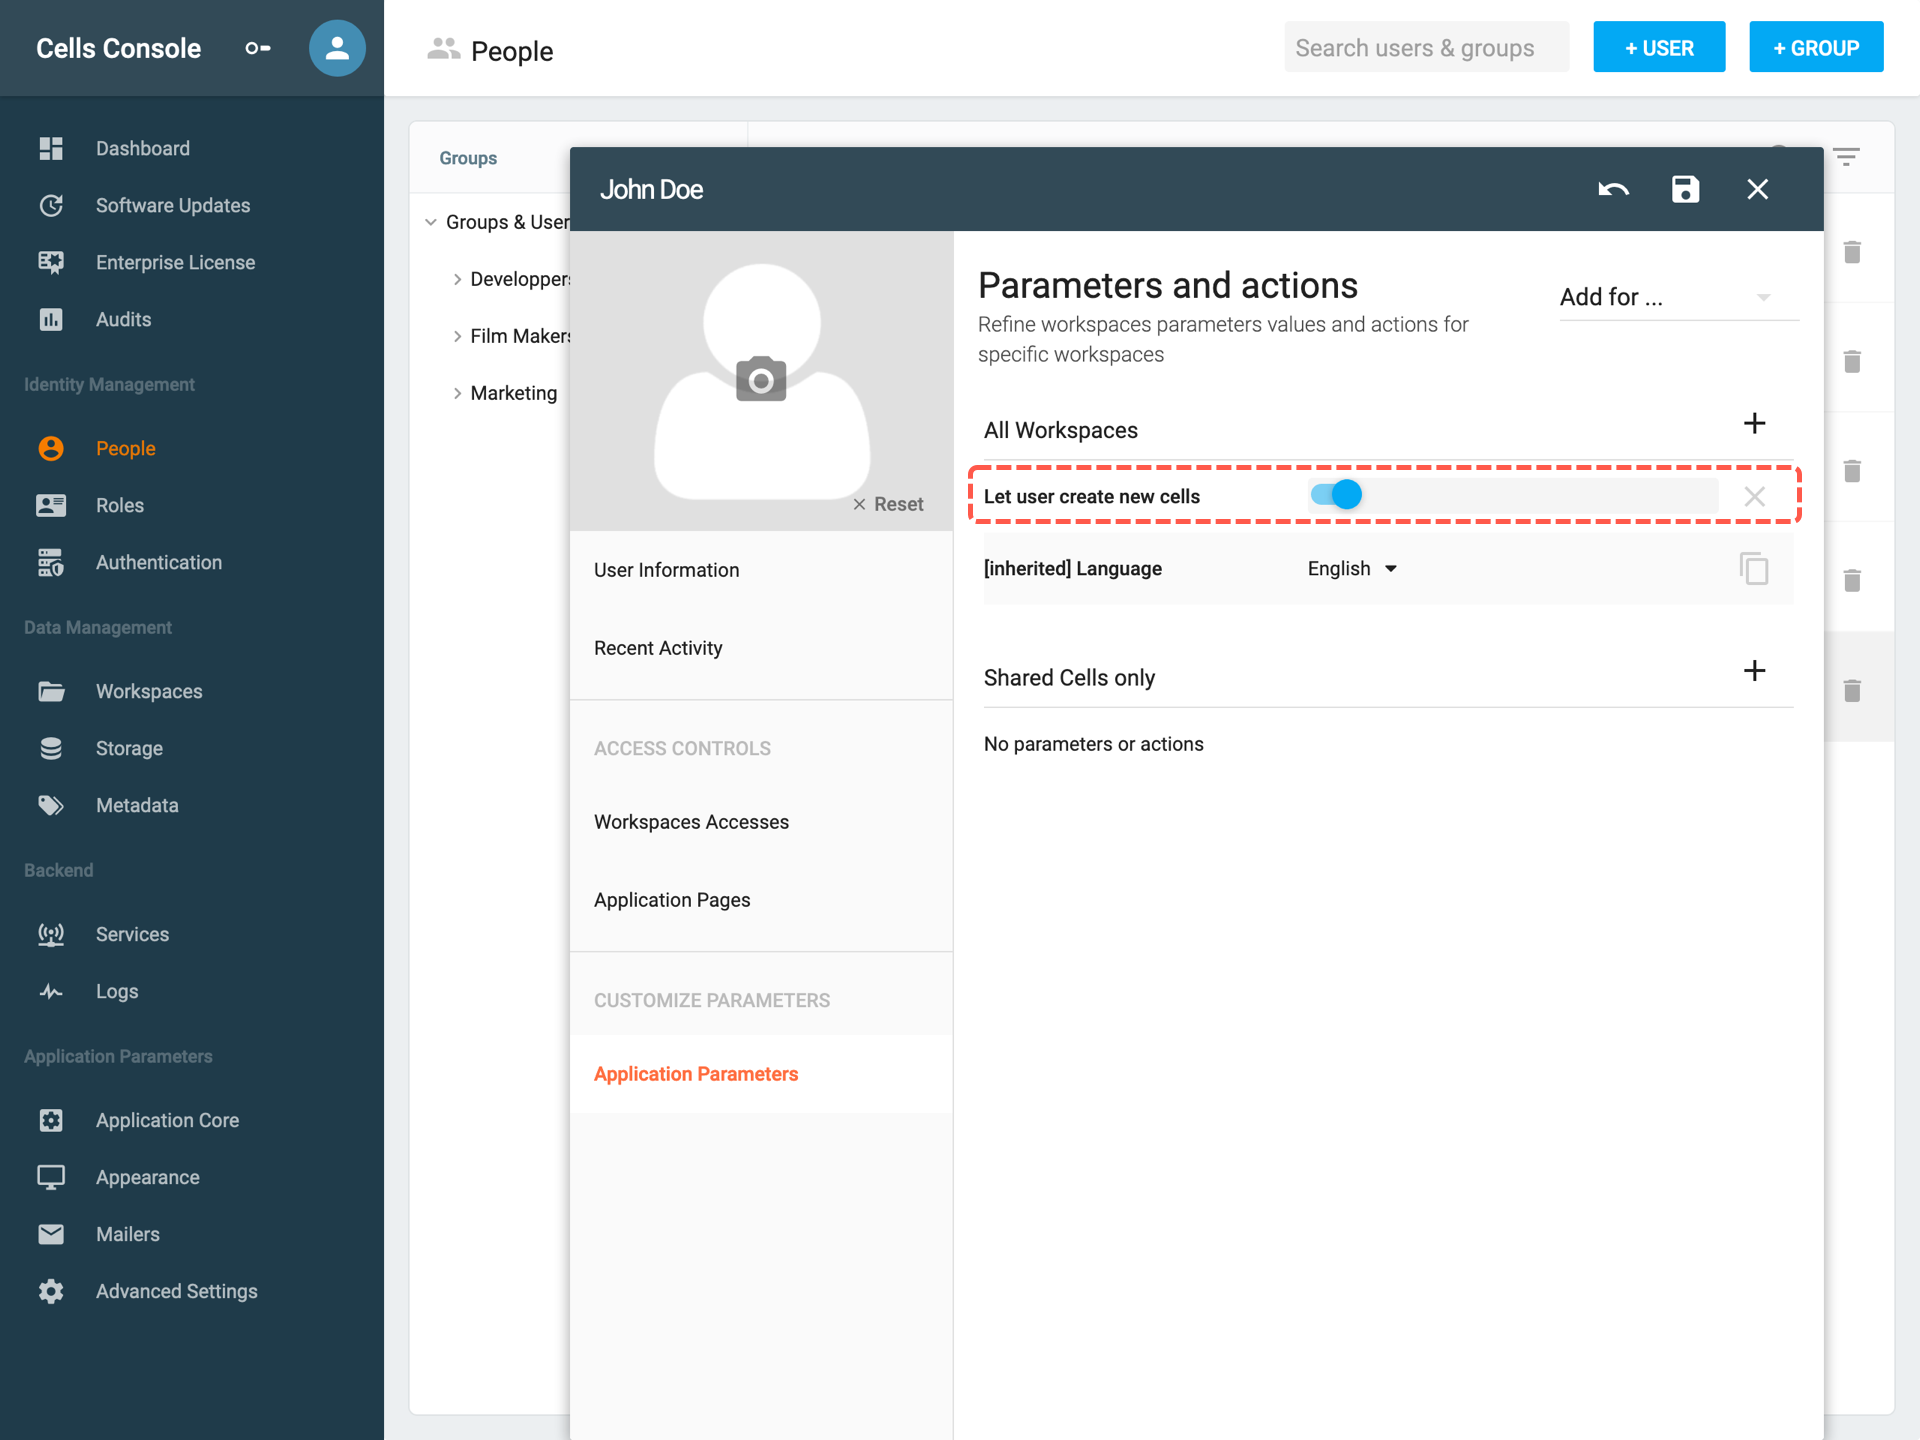 Cells Console
People
Search users & groups
+ USER
+ GROUP
Dashboard
Software Updates
Enterprise License
Audits
Identity Management
People
Roles
Authentication
Data Management
Workspaces
Storage
Metadata
Backend
Services
Logs
Application Parameters
Application Core
Appearance
Mailers
Advanced Settings
Groups
Groups & User
Developpers
Film Makers
Marketing
John Doe
Reset
User Information
Recent Activity
ACCESS CONTROLS
Workspaces Accesses
Application Pages
CUSTOMIZE PARAMETERS
Application Parameters
Parameters and actions
Refine workspaces parameters values and actions for
specific workspaces
Add for ...
All Workspaces
Let user create new cells
[inherited] Language
English
Shared Cells only
No parameters or actions